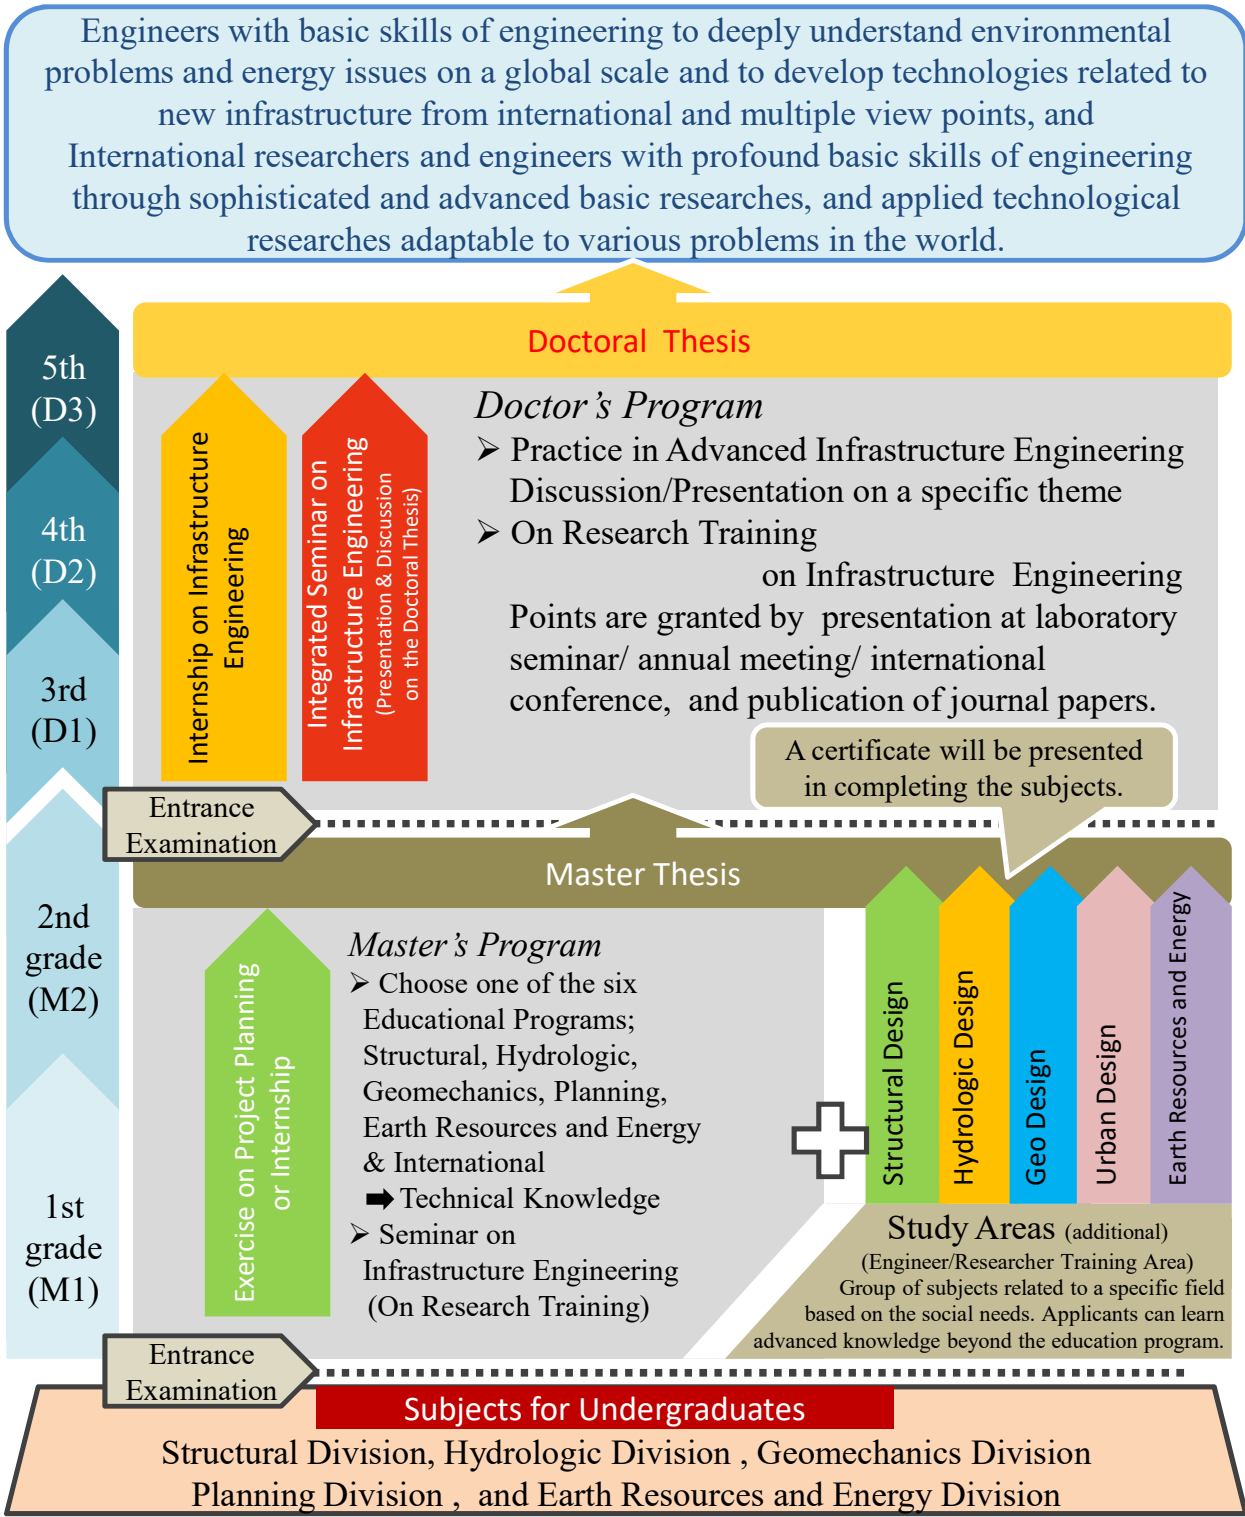 Engineers with basic skills of engineering to deeply understand environmental
problems and energy issues on a global scale and to develop technologies related to
new infrastructure from international and multiple view points, and
International researchers and engineers with profound basic skills of engineering
through sophisticated and advanced basic researches, and applied technological
researches adaptable to various problems in the world.
Doctoral Thesis
5th
(D3)
4th
(D2)
3rd
(D1)
Internship on Infrastructure
Engineering
Integrated Seminar on
Infrastructure Engineering
(Presentation & Discussion
on the Doctoral Thesis)
Doctor's Program
➢ Practice in Advanced Infrastructure Engineering
Discussion/Presentation on a specific theme
➢ On Research Training
on Infrastructure Engineering
Points are granted by presentation at laboratory
seminar/ annual meeting/ international
conference, and publication of journal papers.
A certificate will be presented
in completing the subjects.
Entrance
Examination
Master Thesis
2nd
grade
(M2)
1st
grade
(M1)
Exercise on Project Planning
or Internship
Master's Program
➢ Choose one of the six
Educational Programs;
Structural, Hydrologic,
Geomechanics, Planning,
Earth Resources and Energy
& International
➡ Technical Knowledge
➢ Seminar on
Infrastructure Engineering
(On Research Training)
Structural Design
Hydrologic Design
Geo Design
Urban Design
Earth Resources and Energy
Study Areas (additional)
(Engineer/Researcher Training Area)
Group of subjects related to a specific field
based on the social needs. Applicants can learn
advanced knowledge beyond the education program.
Entrance
Examination
Subjects for Undergraduates
Structural Division, Hydrologic Division , Geomechanics Division
Planning Division , and Earth Resources and Energy Division